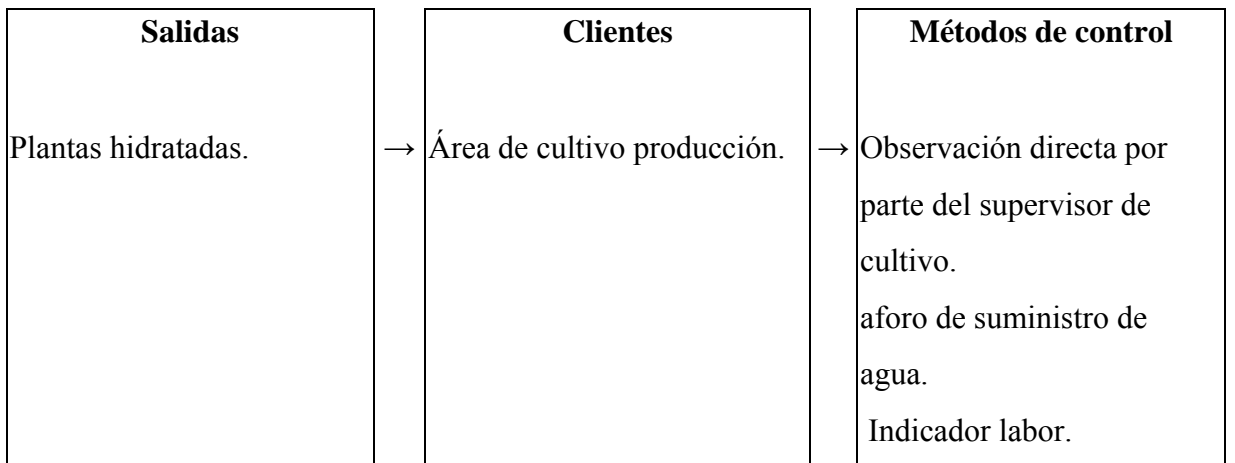 Salidas
Clientes
Métodos de control
Plantas hidratadas.
→
Área de cultivo producción.
→
Observación directa por
parte del supervisor de
cultivo.
aforo de suministro de
agua.
Indicador labor.